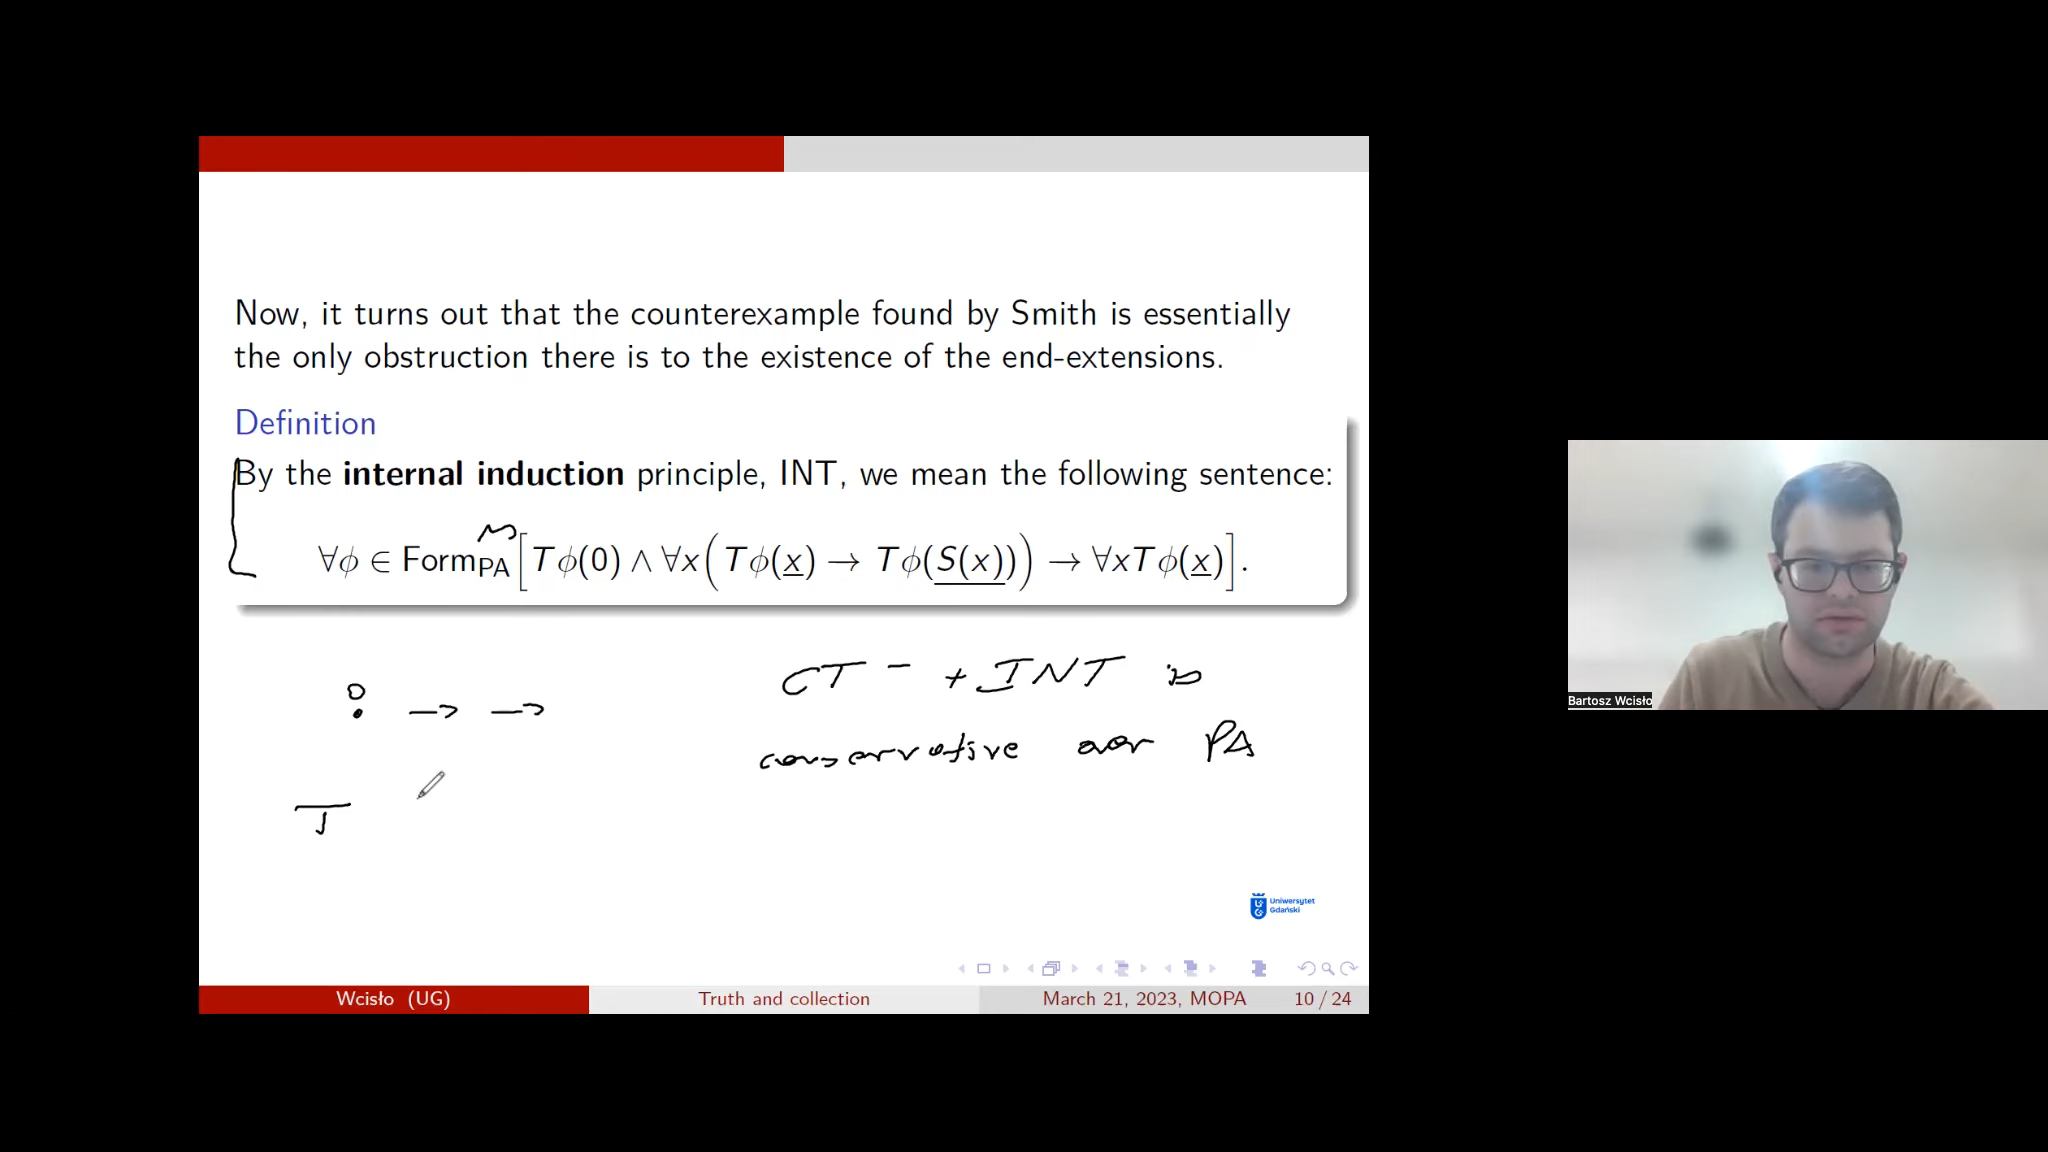 Now, it turns out that the counterexample found by Smith is essentially
the only obstruction there is to the existence of the end-extensions.
Definition
By the internal induction principle, INT, we mean the following sentence:
M
∀ϕ ∈ Form_PA [Tϕ(0) ∧ ∀x(Tϕ(x) → Tϕ(S(x))) → ∀xTϕ(x)].
CT⁻ + INT is
conservative over PA
0
→ →
Uniwersytet
Gdański
Wcisło (UG) Truth and collection March 21, 2023, MOPA 10 / 24
Bartosz Wcisło